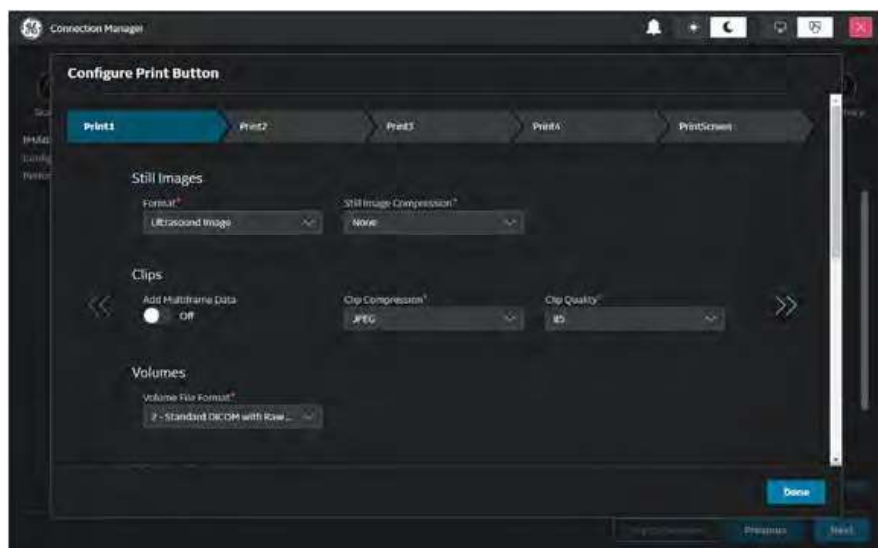 Connection Manager
Configure Print Button
Print1
Print2
Print3
Print4
PrintScreen
Still Images
Format*
Still Image Compression*
Ultrasound Image
None
Clips
Add Multiframe Data
Clip Compression*
Clip Quality*
Off
JPEG
85
Volumes
Volume File Format*
2 - Standard DICOM with Raw...
Done
Previous
Next